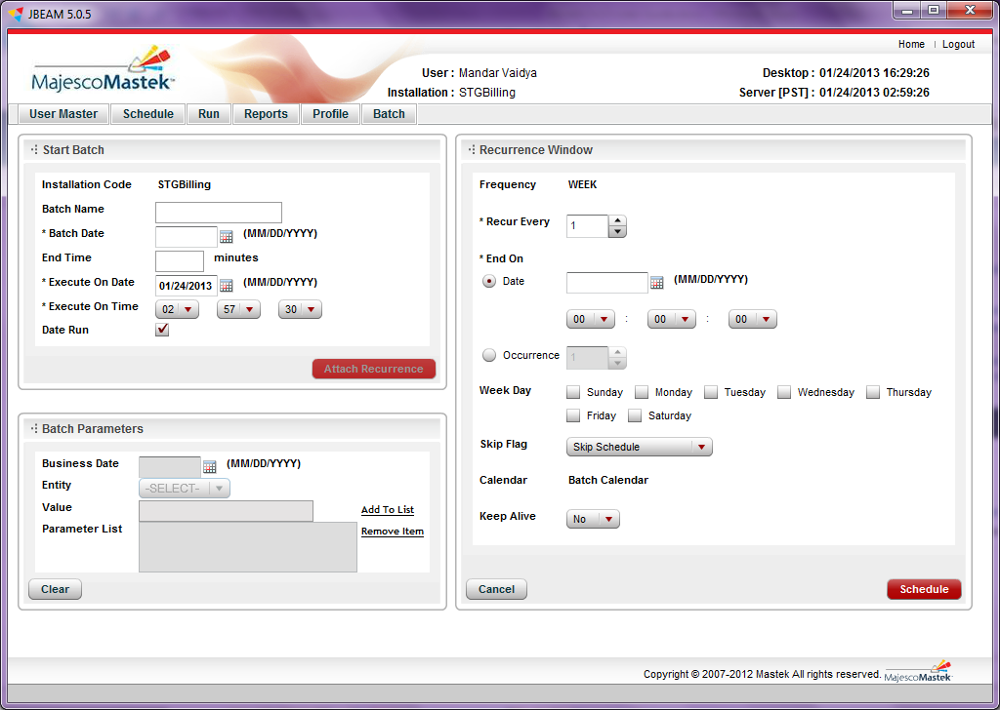 JBEAM 5.0.5
Home | Logout
MajescoMastek
User : Mandar Vaidya
Desktop : 01/24/2013 16:29:26
Installation : STGBilling
Server [PST] : 01/24/2013 02:59:26
User Master Schedule Run Reports Profile Batch
Start Batch
Installation Code STGBilling
Batch Name
* Batch Date (MM/DD/YYYY)
End Time minutes
* Execute On Date 01/24/2013 (MM/DD/YYYY)
* Execute On Time 02 57 30
Date Run
Attach Recurrence
Batch Parameters
Business Date (MM/DD/YYYY)
Entity -SELECT-
Value Add To List
Parameter List Remove Item
Clear
Recurrence Window
Frequency WEEK
* Recur Every 1
* End On
Date (MM/DD/YYYY)
00 : 00 : 00
Occurrence 1
Week Day Sunday Monday Tuesday Wednesday Thursday
Friday Saturday
Skip Flag Skip Schedule
Calendar Batch Calendar
Keep Alive No
Cancel Schedule
Copyright © 2007-2012 Mastek All rights reserved. MajescoMastek